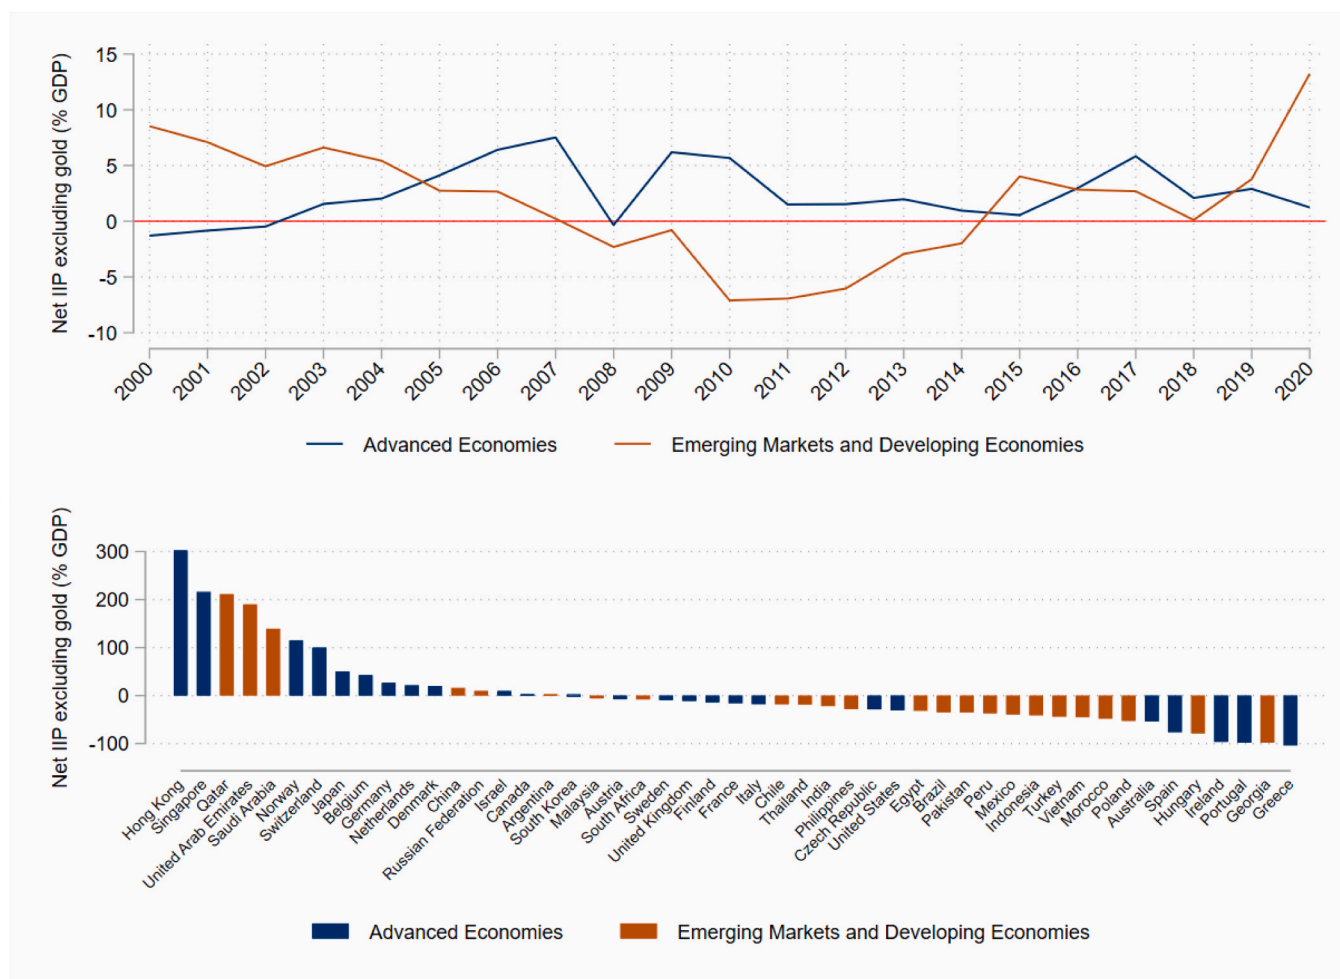 Net IIP excluding gold (% GDP)
15
10
5
0
-5
-10
2000
2001
2002
2003
2004
2005
2006
2007
2008
2009
2010
2011
2012
2013
2014
2015
2016
2017
2018
2019
2020
Advanced Economies
Emerging Markets and Developing Economies
Net IIP excluding gold (% GDP)
300
200
100
0
-100
Hong Kong
Singapore
Qatar
United Arab Emirates
Saudi Arabia
Norway
Switzerland
Japan
Belgium
Germany
Netherlands
Denmark
China
Russian Federation
Israel
Canada
Argentina
South Korea
Malaysia
Austria
South Africa
Sweden
United Kingdom
Finland
France
Italy
Chile
Thailand
India
Philippines
Czech Republic
United States
Egypt
Brazil
Pakistan
Peru
Mexico
Indonesia
Turkey
Vietnam
Morocco
Poland
Australia
Spain
Hungary
Ireland
Portugal
Georgia
Greece
Advanced Economies
Emerging Markets and Developing Economies